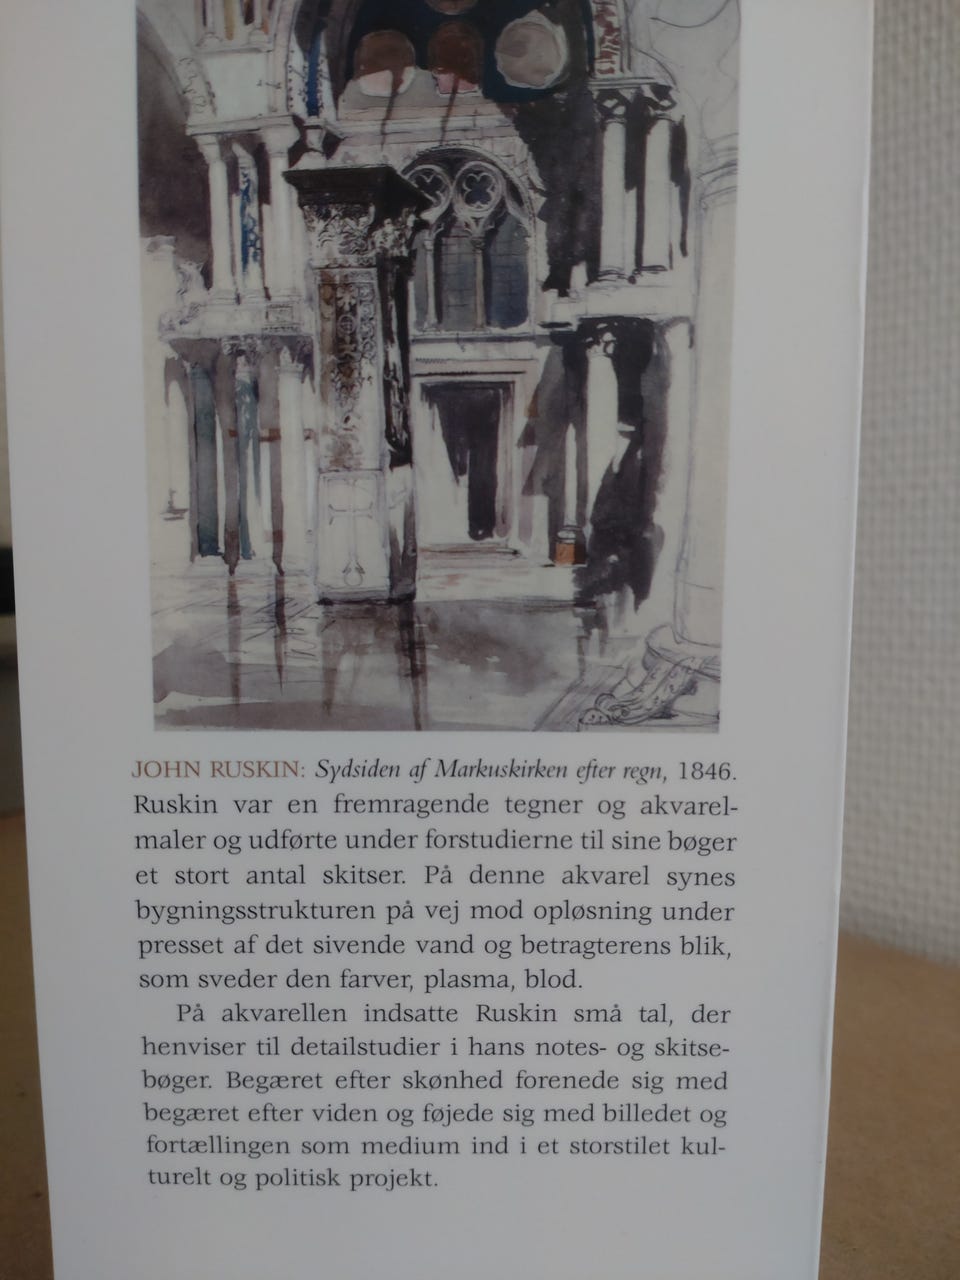 JOHN RUSKIN: Sydsiden af Markuskirken efter regn, 1846.
Ruskin var en fremragende tegner og akvarel-
maler og udførte under forstudierne til sine bøger
et stort antal skitser. På denne akvarel synes
bygningsstrukturen på vej mod opløsning under
presset af det sivende vand og betragterens blik,
som sveder den farver, plasma, blod.
På akvarellen indsatte Ruskin små tal, der
henviser til detailstudier i hans notes- og skitse-
bøger. Begæret efter skønhed forenede sig med
begæret efter viden og føjede sig med billedet og
fortællingen som medium ind i et storstilet kul-
turelt og politisk projekt.